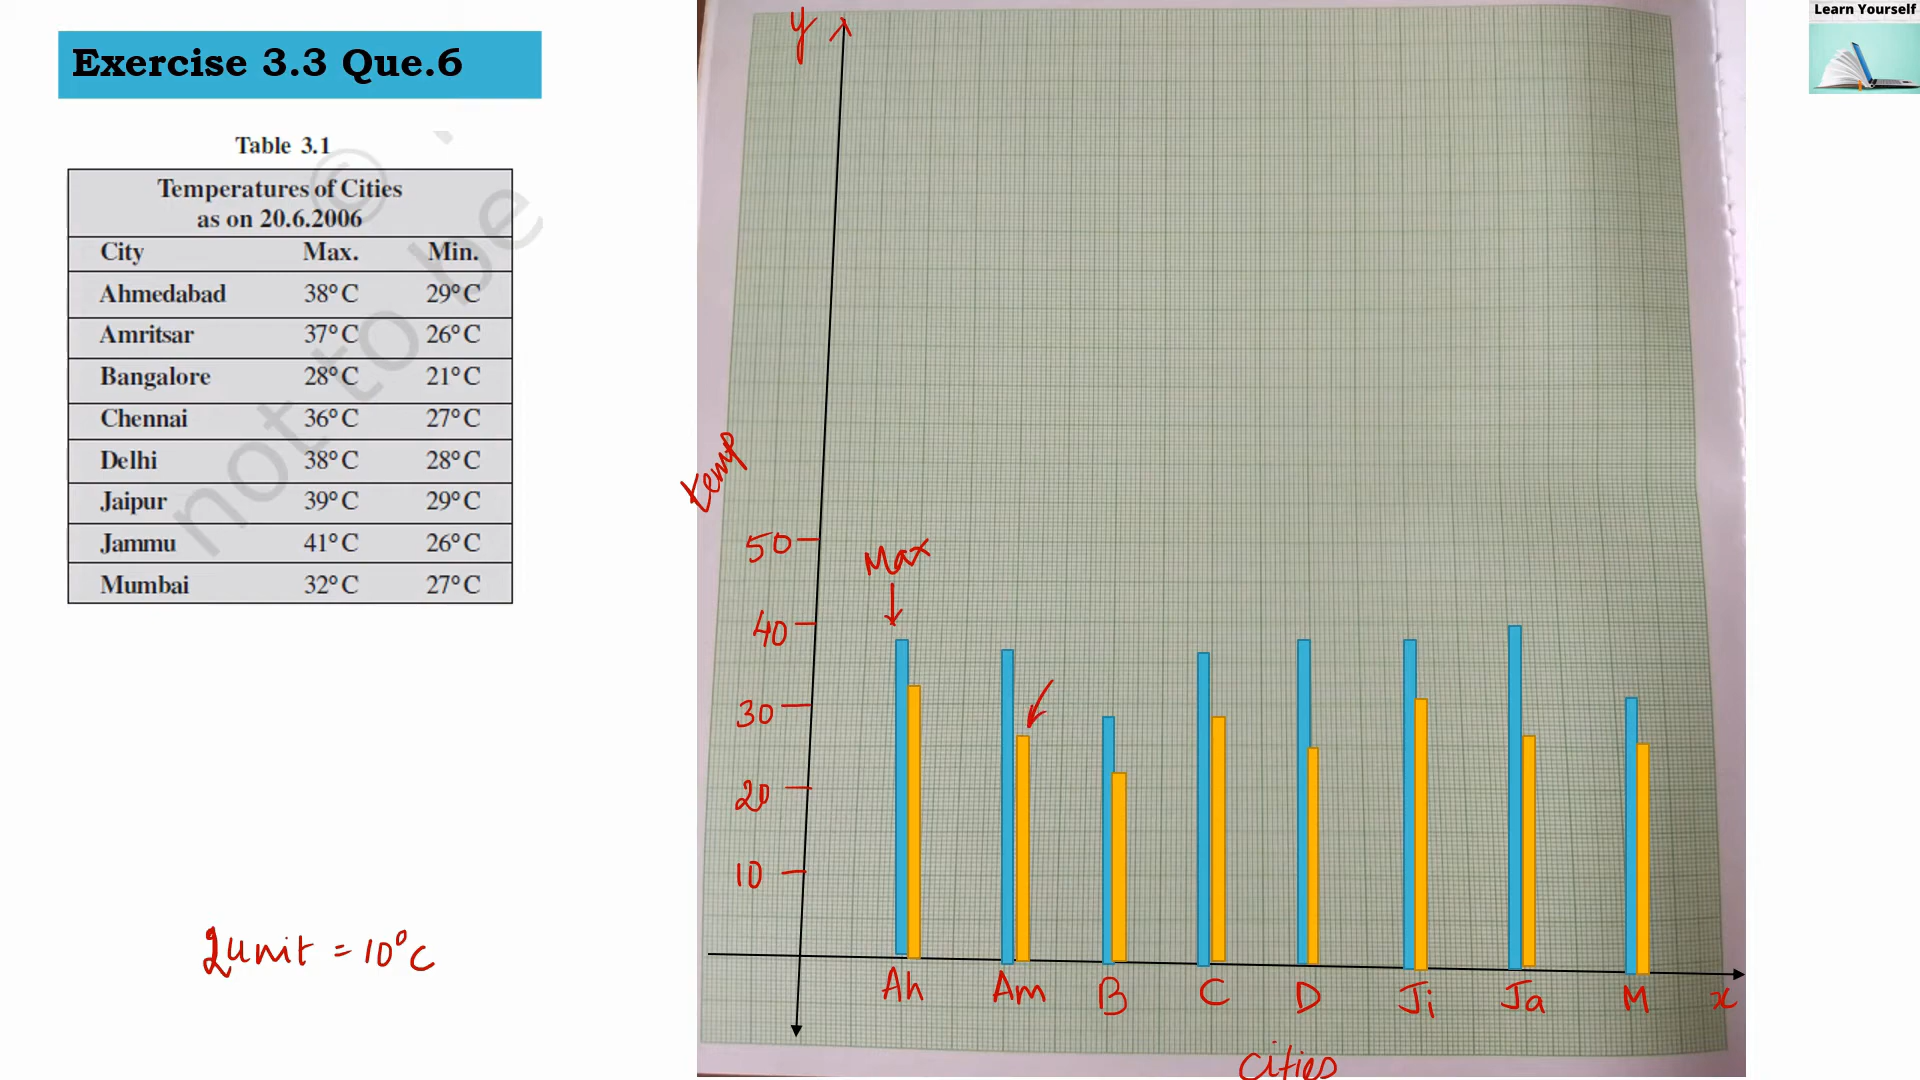 Learn Yourself
Exercise 3.3 Que.6
Table 3.1
Temperatures of Cities
as on 20.6.2006
City Max. Min.
Ahmedabad 38° C 29° C
Amritsar 37° C 26° C
Bangalore 28° C 21° C
Chennai 36° C 27° C
Delhi 38° C 28° C
Jaipur 39° C 29° C
Jammu 41° C 26° C
Mumbai 32° C 27° C
©
not to be
2unit = 10°C
y
temp
50
Max
40
30
20
10
Ah Am B C D Ji Ja M x
cities